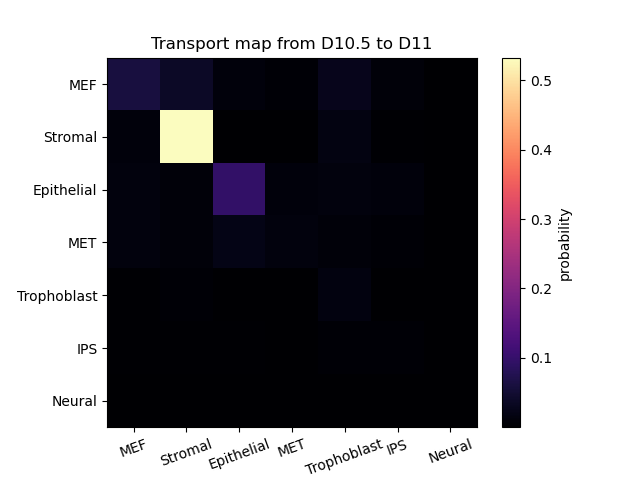 Transport map from D10.5 to D11
MEF
Stromal
Epithelial
MET
Trophoblast
IPS
Neural
MEF
Stromal
Epithelial
MET
Trophoblast
IPS
Neural
0.5
0.4
0.3
0.2
0.1
probability